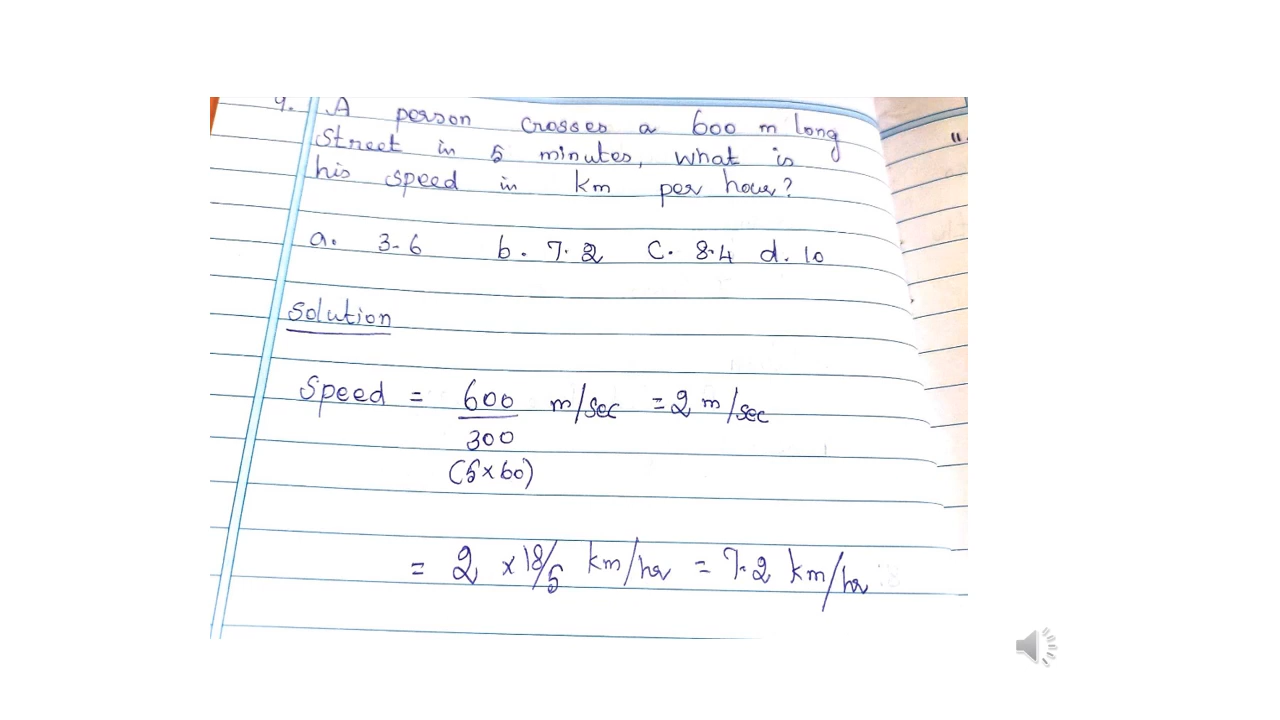 9. A person crosses a 600 m long
street in 5 minutes, what is
his speed in km per hour?
a. 3.6 b. 7.2 c. 8.4 d. 10
Solution
Speed = 600 m/sec = 2 m/sec
300
(5×60)
= 2 × 18/5 km/hr = 7.2 km/hr